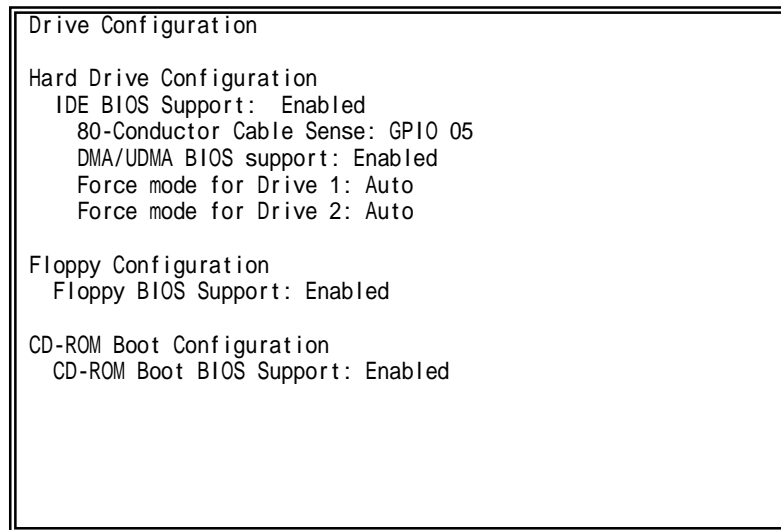 Drive Configuration
Hard Drive Configuration
IDE BIOS Support: Enabled
80-Conductor Cable Sense: GPIO 05
DMA/UDMA BIOS support: Enabled
Force mode for Drive 1: Auto
Force mode for Drive 2: Auto
Floppy Configuration
Floppy BIOS Support: Enabled
CD-ROM Boot Configuration
CD-ROM Boot BIOS Support: Enabled